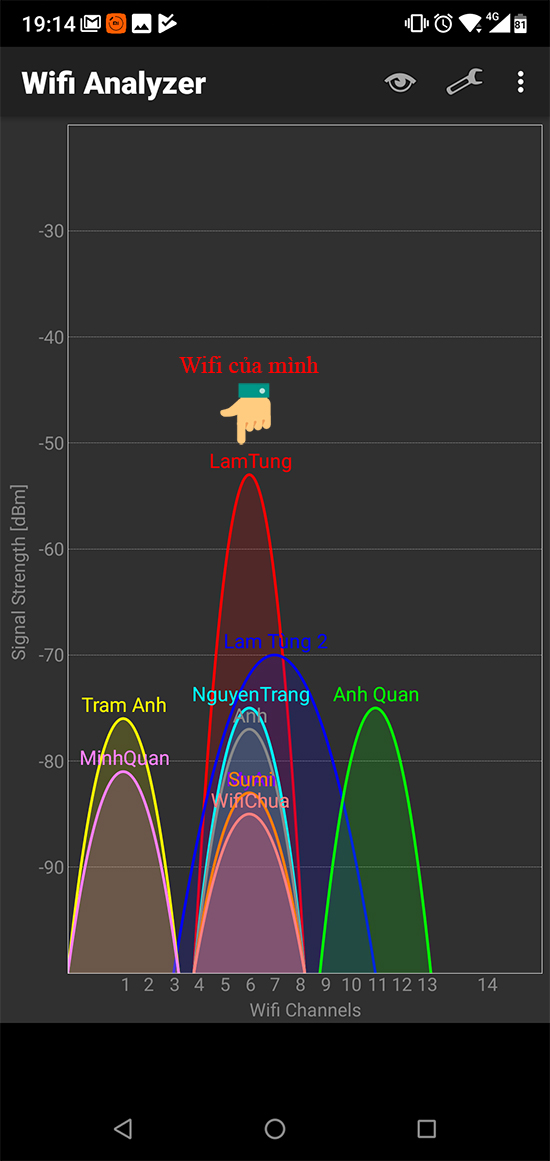 19:14
4G
81
Wifi Analyzer
-30
-40
Wifi của mình
-50
LamTung
-60
Signal Strength [dBm]
Lam Tung 2
-70
NguyenTrang
Anh Quan
Tram Anh
Anh
MinhQuan
-80
Sumi
WifiChua
-90
1 2 3 4 5 6 7 8 9 10 11 12 13 14
Wifi Channels